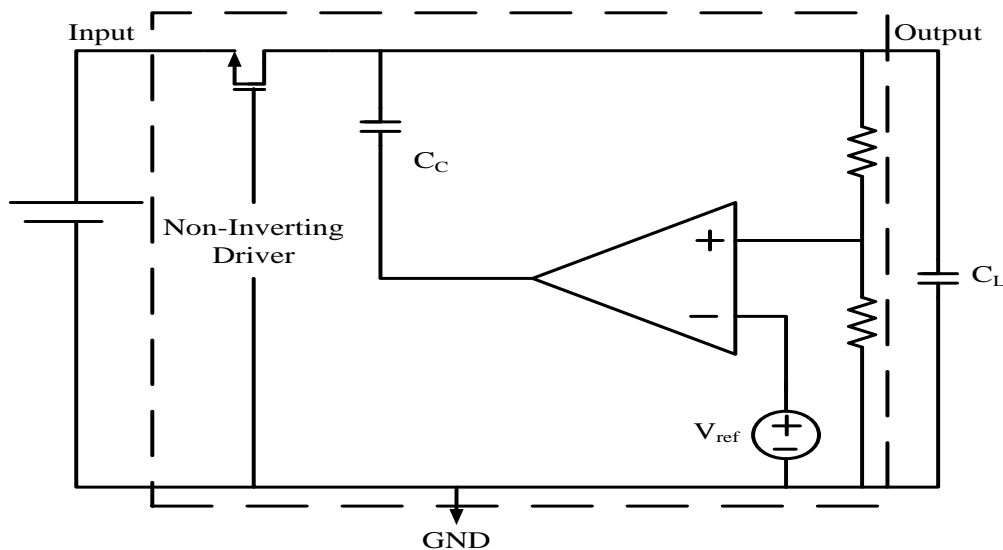 Input
Output
C_C
Non-Inverting
Driver
+
−
C_L
V_ref
+
−
GND